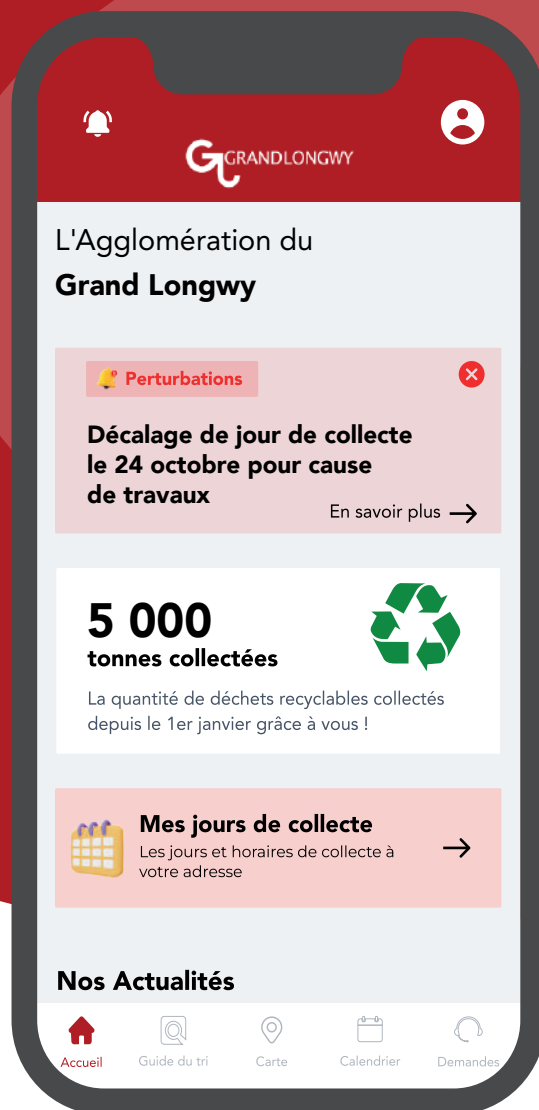 GL GRANDLONGWY
L'Agglomération du
Grand Longwy
Perturbations
Décalage de jour de collecte
le 24 octobre pour cause
de travaux
En savoir plus
5 000
tonnes collectées
La quantité de déchets recyclables collectés
depuis le 1er janvier grâce à vous !
Mes jours de collecte
Les jours et horaires de collecte à
votre adresse
Nos Actualités
Accueil
Guide du tri
Carte
Calendrier
Demandes